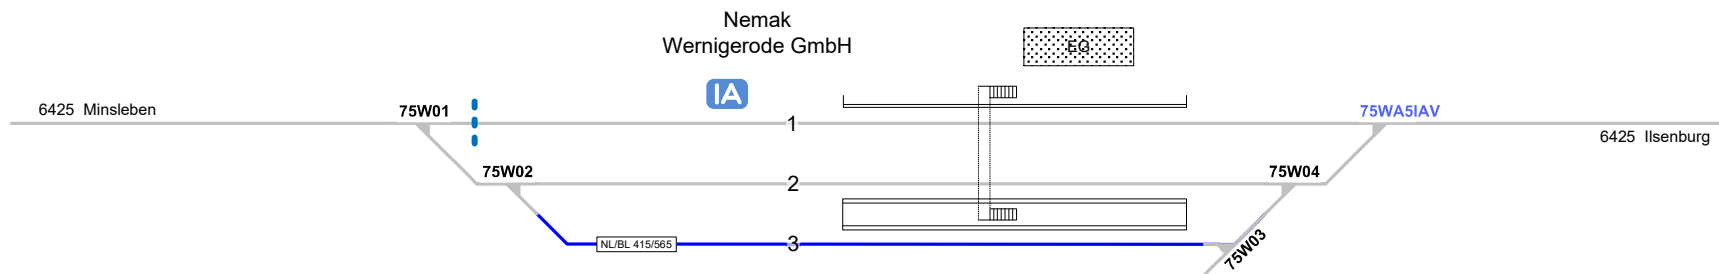 Nemak
Wernigerode GmbH
EG
IA
6425 Minsleben
75W01
75WA5IAV
1
6425 Ilsenburg
75W02
2
75W04
NL/BL 415/565
3
75W03